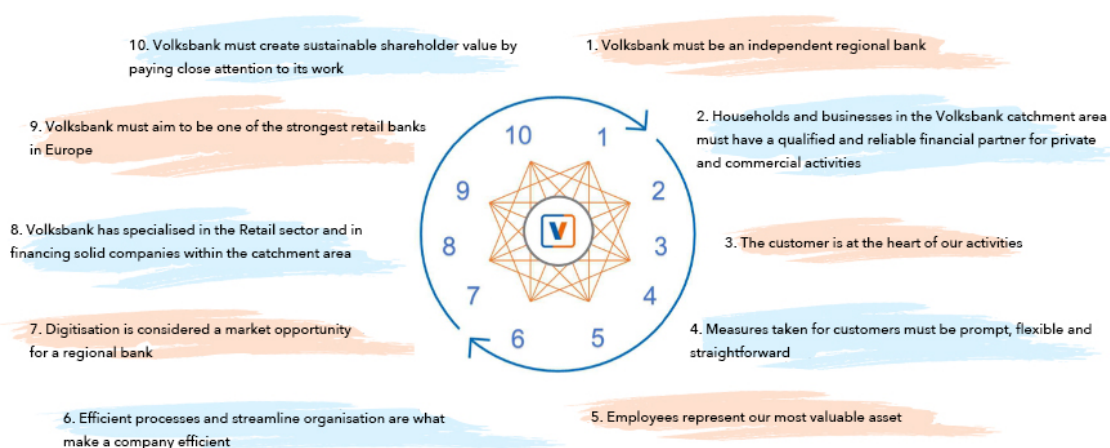 10. Volksbank must create sustainable shareholder value by
paying close attention to its work
1. Volksbank must be an independent regional bank
9. Volksbank must aim to be one of the strongest retail banks
in Europe
2. Households and businesses in the Volksbank catchment area
must have a qualified and reliable financial partner for private
and commercial activities
8. Volksbank has specialised in the Retail sector and in
financing solid companies within the catchment area
3. The customer is at the heart of our activities
7. Digitisation is considered a market opportunity
for a regional bank
4. Measures taken for customers must be prompt, flexible and
straightforward
6. Efficient processes and streamline organisation are what
make a company efficient
5. Employees represent our most valuable asset
10
1
9
2
8
3
7
4
6
5
V